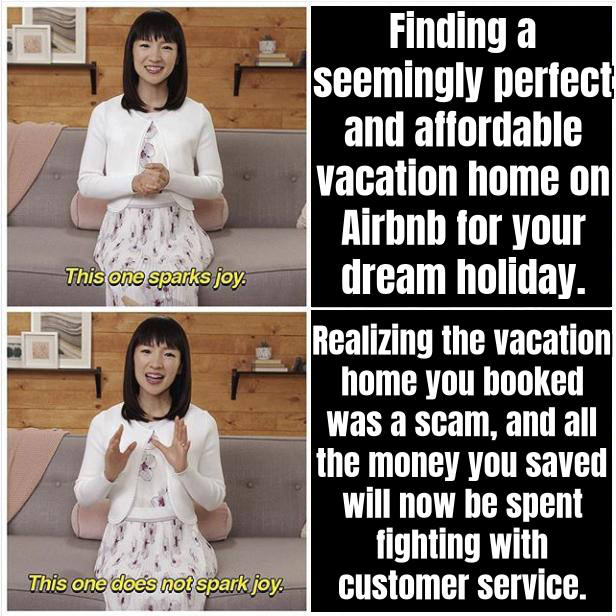 Finding a
seemingly perfect
and affordable
vacation home on
Airbnb for your
dream holiday.
This one sparks joy.
Realizing the vacation
home you booked
was a scam, and all
the money you saved
will now be spent
fighting with
customer service.
This one does not spark joy.